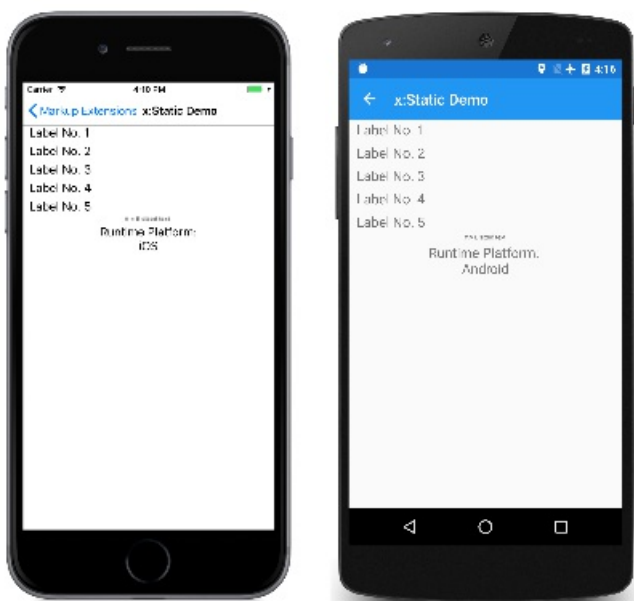 Carrier 4:10 PM
Markup Extensions x:Static Demo
Label No. 1
Label No. 2
Label No. 3
Label No. 4
Label No. 5
Runtime Platform:
iOS
4:16
x:Static Demo
Label No. 1
Label No. 2
Label No. 3
Label No. 4
Label No. 5
Runtime Platform:
Android